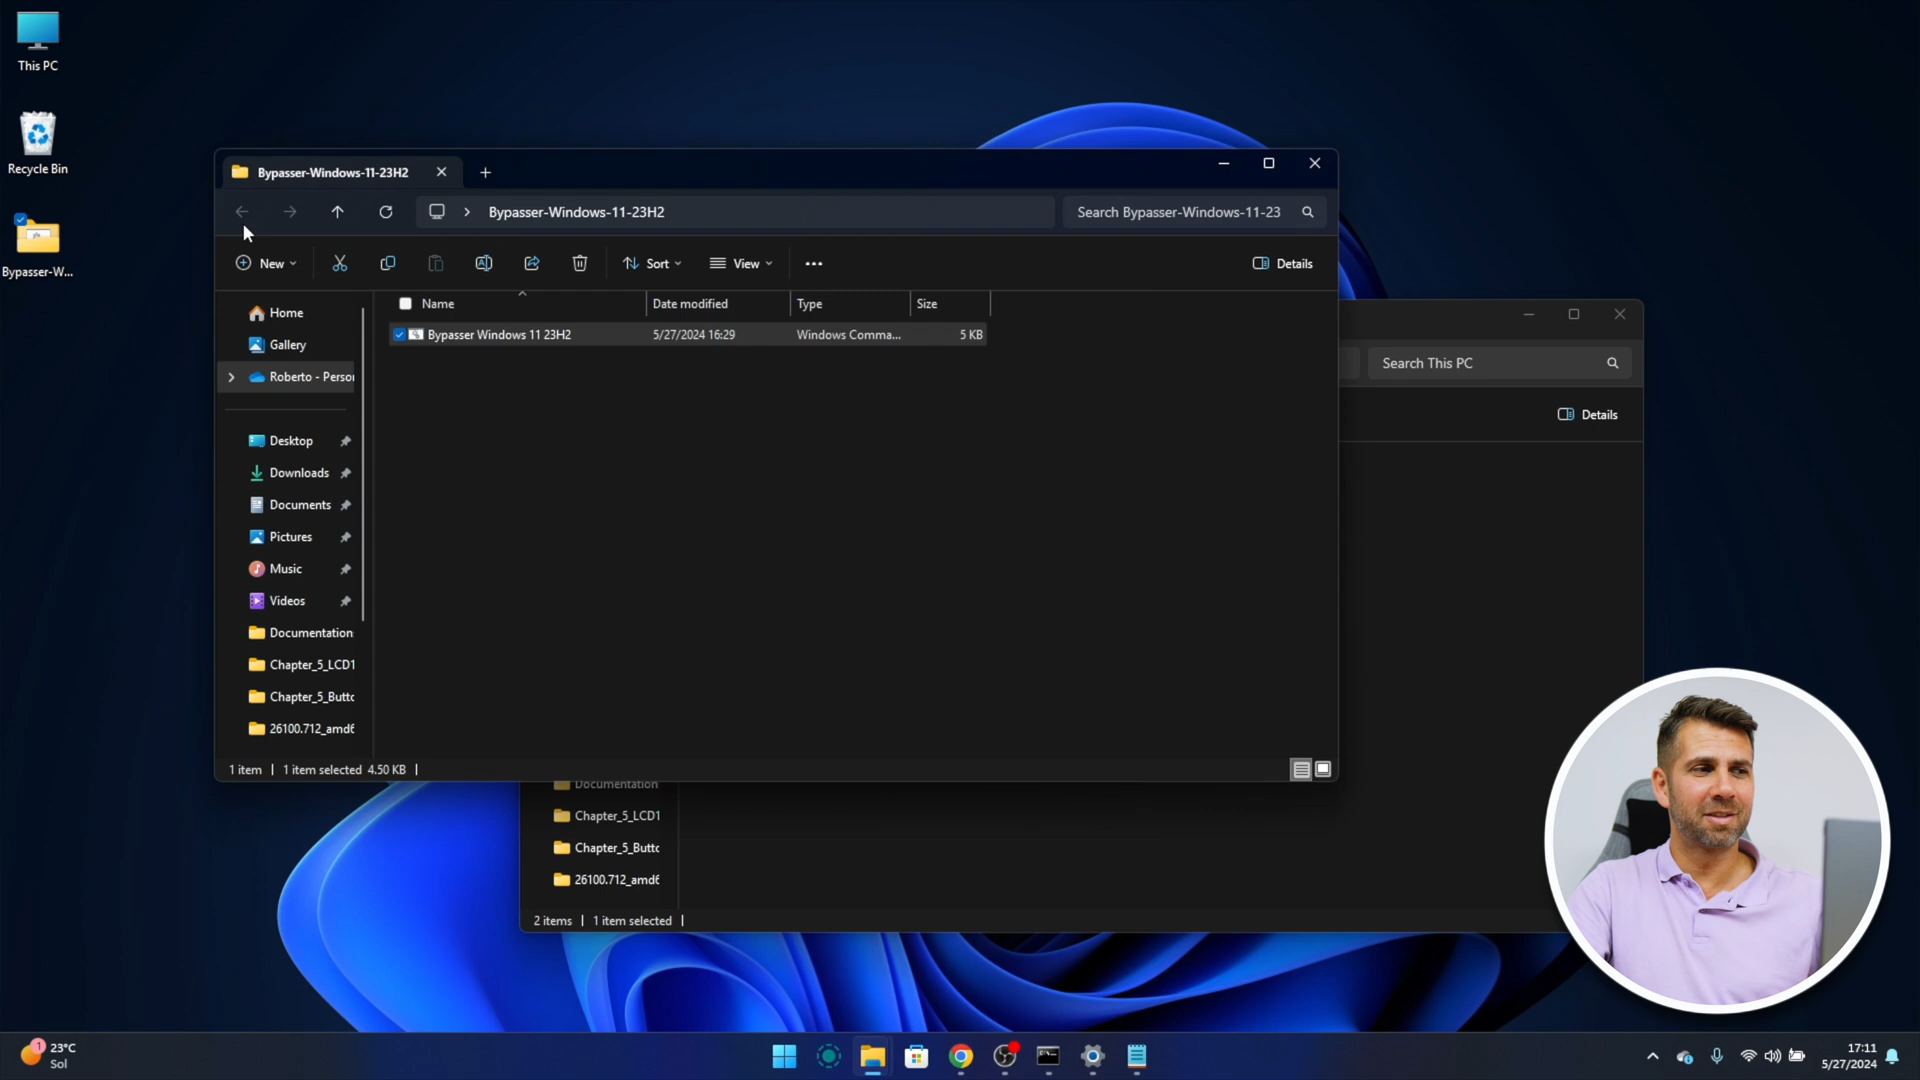 This PC
Recycle Bin
Bypasser-W...
Bypasser-Windows-11-23H2
Bypasser-Windows-11-23H2
Search Bypasser-Windows-11-23
New
Sort
View
Details
Name
Date modified
Type
Size
Bypasser Windows 11 23H2
5/27/2024 16:29
Windows Comma...
5 KB
Home
Gallery
Roberto - Person
Desktop
Downloads
Documents
Pictures
Music
Videos
Documentation
Chapter_5_LCD1
Chapter_5_Butto
26100.712_amd6
1 item
1 item selected 4.50 KB
Search This PC
Details
Documentation
Chapter_5_LCD1
Chapter_5_Butto
26100.712_amd6
2 items
1 item selected
1
23°C
Sol
17:11
5/27/2024